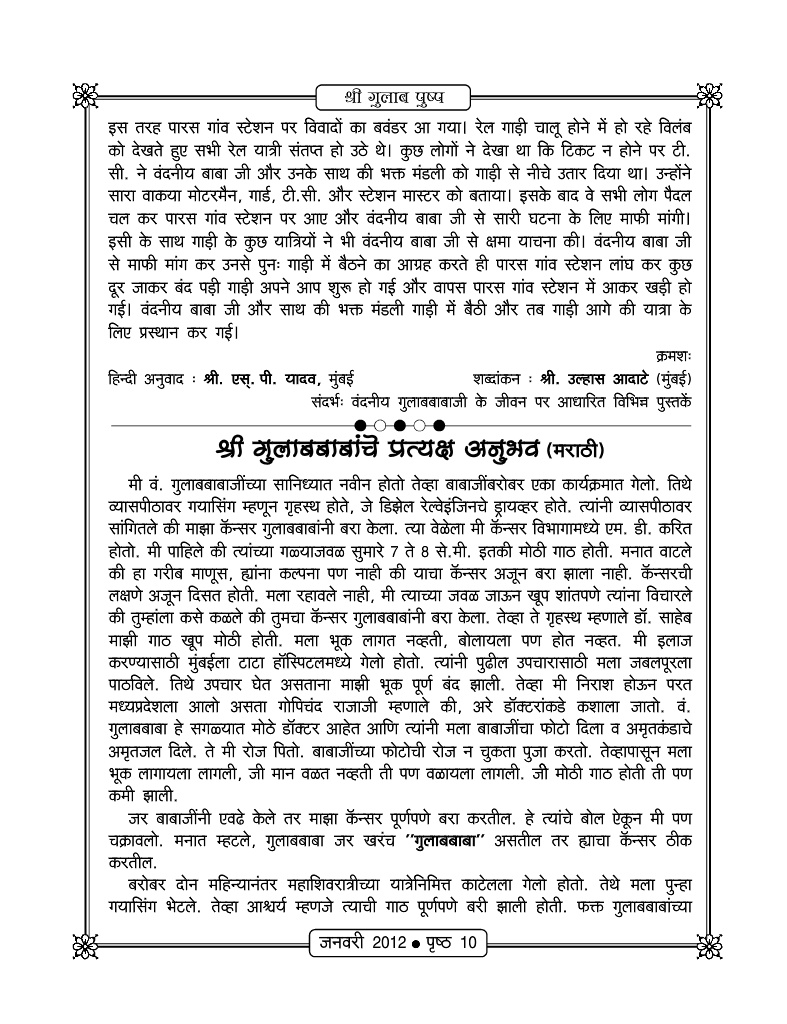 श्री गुलाब पुष्प
इस तरह पारस गांव स्टेशन पर विवादों का बवंडर आ गया। रेल गाड़ी चालू होने में हो रहे विलंब
को देखते हुए सभी रेल यात्री संतप्त हो उठे थे। कुछ लोगों ने देखा था कि टिकट न होने पर टी.
सी. ने वंदनीय बाबा जी और उनके साथ की भक्त मंडली को गाड़ी से नीचे उतार दिया था। उन्होंने
सारा वाकया मोटरमैन, गार्ड, टी.सी. और स्टेशन मास्टर को बताया। इसके बाद वे सभी लोग पैदल
चल कर पारस गांव स्टेशन पर आए और वंदनीय बाबा जी से सारी घटना के लिए माफी मांगी।
इसी के साथ गाड़ी के कुछ यात्रियों ने भी वंदनीय बाबा जी से क्षमा याचना की। वंदनीय बाबा जी
से माफी मांग कर उनसे पुनः गाड़ी में बैठने का आग्रह करते ही पारस गांव स्टेशन लांघ कर कुछ
दूर जाकर बंद पड़ी गाड़ी अपने आप शुरू हो गई और वापस पारस गांव स्टेशन में आकर खड़ी हो
गई। वंदनीय बाबा जी और साथ की भक्त मंडली गाड़ी में बैठी और तब गाड़ी आगे की यात्रा के
लिए प्रस्थान कर गई।
क्रमशः
हिन्दी अनुवाद : श्री. एस्. पी. यादव, मुंबई शब्दांकन : श्री. उल्हास आदाटे (मुंबई)
संदर्भः वंदनीय गुलाबबाबाजी के जीवन पर आधारित विभिन्न पुस्तकें
श्री गुलाबबाबांचे प्रत्यक्ष अनुभव (मराठी)
मी वं. गुलाबबाबाजींच्या सानिध्यात नवीन होतो तेव्हा बाबाजींबरोबर एका कार्यक्रमात गेलो. तिथे
व्यासपीठावर गयासिंग म्हणून गृहस्थ होते, जे डिझेल रेल्वेइंजिनचे ड्रायव्हर होते. त्यांनी व्यासपीठावर
सांगितले की माझा कॅन्सर गुलाबबाबांनी बरा केला. त्या वेळेला मी कॅन्सर विभागामध्ये एम. डी. करित
होतो. मी पाहिले की त्यांच्या गळ्याजवळ सुमारे 7 ते 8 से.मी. इतकी मोठी गाठ होती. मनात वाटले
की हा गरीब माणूस, ह्यांना कल्पना पण नाही की याचा कॅन्सर अजून बरा झाला नाही. कॅन्सरची
लक्षणे अजून दिसत होती. मला रहावले नाही, मी त्याच्या जवळ जाऊन खूप शांतपणे त्यांना विचारले
की तुम्हांला कसे कळले की तुमचा कॅन्सर गुलाबबाबांनी बरा केला. तेव्हा ते गृहस्थ म्हणाले डॉ. साहेब
माझी गाठ खूप मोठी होती. मला भूक लागत नव्हती, बोलायला पण होत नव्हत. मी इलाज
करण्यासाठी मुंबईला टाटा हॉस्पिटलमध्ये गेलो होतो. त्यांनी पुढील उपचारासाठी मला जबलपूरला
पाठविले. तिथे उपचार घेत असताना माझी भूक पूर्ण बंद झाली. तेव्हा मी निराश होऊन परत
मध्यप्रदेशला आलो असता गोपिचंद राजाजी म्हणाले की, अरे डॉक्टरांकडे कशाला जातो. वं.
गुलाबबाबा हे सगळ्यात मोठे डॉक्टर आहेत आणि त्यांनी मला बाबाजींचा फोटो दिला व अमृतकंडाचे
अमृतजल दिले. ते मी रोज पितो. बाबाजींच्या फोटोची रोज न चुकता पुजा करतो. तेव्हापासून मला
भूक लागायला लागली, जी मान वळत नव्हती ती पण वळायला लागली. जी मोठी गाठ होती ती पण
कमी झाली.
जर बाबाजींनी एवढे केले तर माझा कॅन्सर पूर्णपणे बरा करतील. हे त्यांचे बोल ऐकून मी पण
चक्रावलो. मनात म्हटले, गुलाबबाबा जर खरंच ''गुलाबबाबा'' असतील तर ह्याचा कॅन्सर ठीक
करतील.
बरोबर दोन महिन्यानंतर महाशिवरात्रीच्या यात्रेनिमित्त काटेलला गेलो होतो. तेथे मला पुन्हा
गयासिंग भेटले. तेव्हा आश्चर्य म्हणजे त्याची गाठ पूर्णपणे बरी झाली होती. फक्त गुलाबबाबांच्या
जनवरी 2012 ● पृष्ठ 10